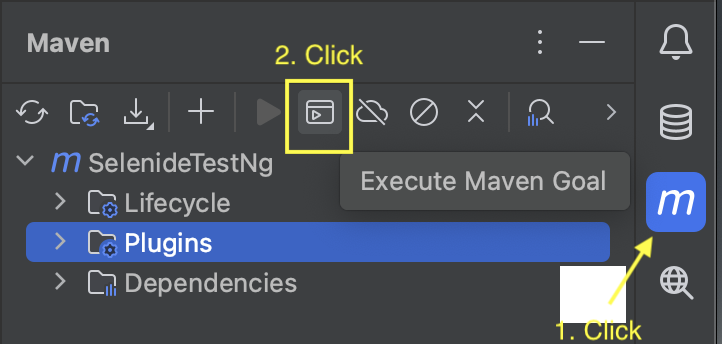 Maven
2. Click
m SelenideTestNg
Execute Maven Goal
Lifecycle
m
Plugins
Dependencies
1. Click